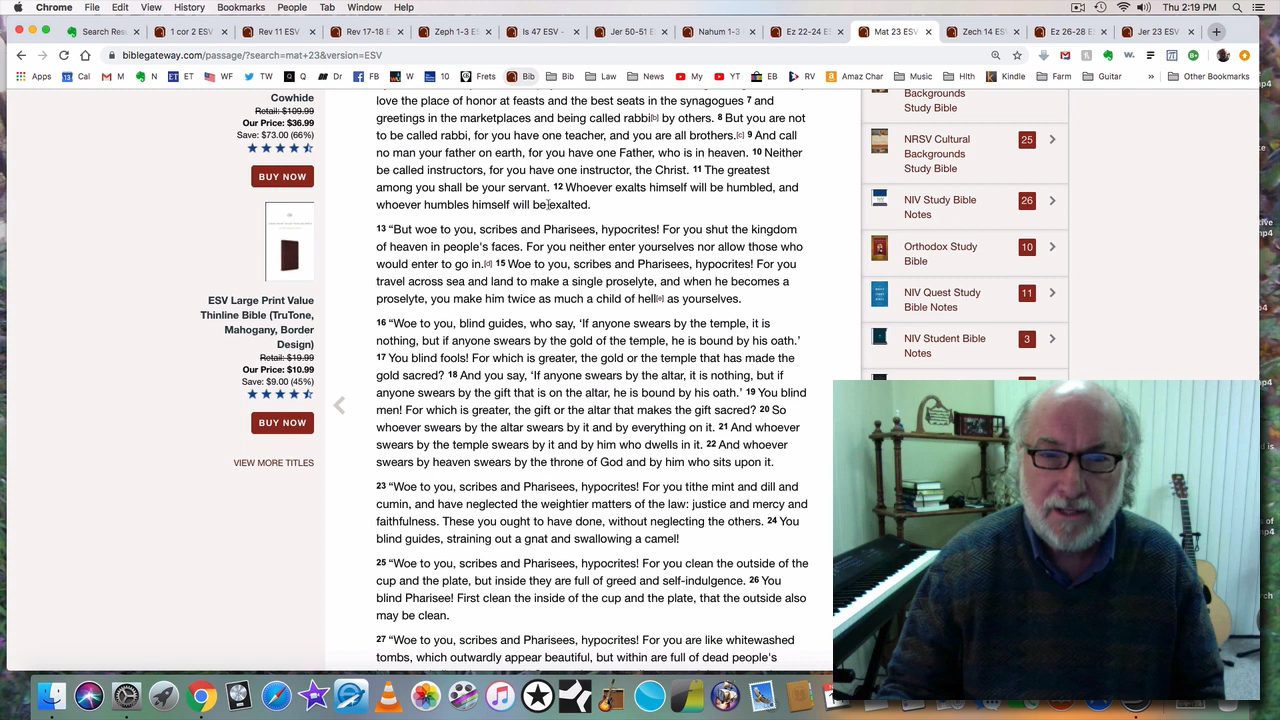 Chrome File Edit View History Bookmarks People Tab Window Help
Thu 2:19 PM
Search Res
1 cor 2 ESV
Rev 11 ESV
Rev 17-18 E
Zeph 1-3 ES
Is 47 ESV -
Jer 50-51 E
Nahum 1-3
Ez 22-24 ES
Mat 23 ESV
Zech 14 ESV
Ez 26-28 ES
Jer 23 ESV
biblegateway.com/passage/?search=mat+23&version=ESV
Apps Cal M N ET WF TW Q Dr FB W 10 Frets Bib Bib Law News My YT EB RV Amaz Char Music Hlth Kindle Farm Guitar » Other Bookmarks
Cowhide
Retail: $109.99
Our Price: $36.99
Save: $73.00 (66%)
BUY NOW
ESV Large Print Value
Thinline Bible (TruTone,
Mahogany, Border
Design)
Retail: $19.99
Our Price: $10.99
Save: $9.00 (45%)
BUY NOW
VIEW MORE TITLES
love the place of honor at feasts and the best seats in the synagogues 7 and
greetings in the marketplaces and being called rabbi[b] by others. 8 But you are not
to be called rabbi, for you have one teacher, and you are all brothers.[c] 9 And call
no man your father on earth, for you have one Father, who is in heaven. 10 Neither
be called instructors, for you have one instructor, the Christ. 11 The greatest
among you shall be your servant. 12 Whoever exalts himself will be humbled, and
whoever humbles himself will be exalted.
13 “But woe to you, scribes and Pharisees, hypocrites! For you shut the kingdom
of heaven in people's faces. For you neither enter yourselves nor allow those who
would enter to go in.[d] 15 Woe to you, scribes and Pharisees, hypocrites! For you
travel across sea and land to make a single proselyte, and when he becomes a
proselyte, you make him twice as much a child of hell[e] as yourselves.
16 “Woe to you, blind guides, who say, ‘If anyone swears by the temple, it is
nothing, but if anyone swears by the gold of the temple, he is bound by his oath.’
17 You blind fools! For which is greater, the gold or the temple that has made the
gold sacred? 18 And you say, ‘If anyone swears by the altar, it is nothing, but if
anyone swears by the gift that is on the altar, he is bound by his oath.’ 19 You blind
men! For which is greater, the gift or the altar that makes the gift sacred? 20 So
whoever swears by the altar swears by it and by everything on it. 21 And whoever
swears by the temple swears by it and by him who dwells in it. 22 And whoever
swears by heaven swears by the throne of God and by him who sits upon it.
23 “Woe to you, scribes and Pharisees, hypocrites! For you tithe mint and dill and
cumin, and have neglected the weightier matters of the law: justice and mercy and
faithfulness. These you ought to have done, without neglecting the others. 24 You
blind guides, straining out a gnat and swallowing a camel!
25 “Woe to you, scribes and Pharisees, hypocrites! For you clean the outside of the
cup and the plate, but inside they are full of greed and self-indulgence. 26 You
blind Pharisee! First clean the inside of the cup and the plate, that the outside also
may be clean.
27 “Woe to you, scribes and Pharisees, hypocrites! For you are like whitewashed
tombs, which outwardly appear beautiful, but within are full of dead people's
Backgrounds
Study Bible
NRSV Cultural
Backgrounds
Study Bible
25
NIV Study Bible
Notes
26
Orthodox Study
Bible
10
NIV Quest Study
Bible Notes
11
NIV Student Bible
Notes
3